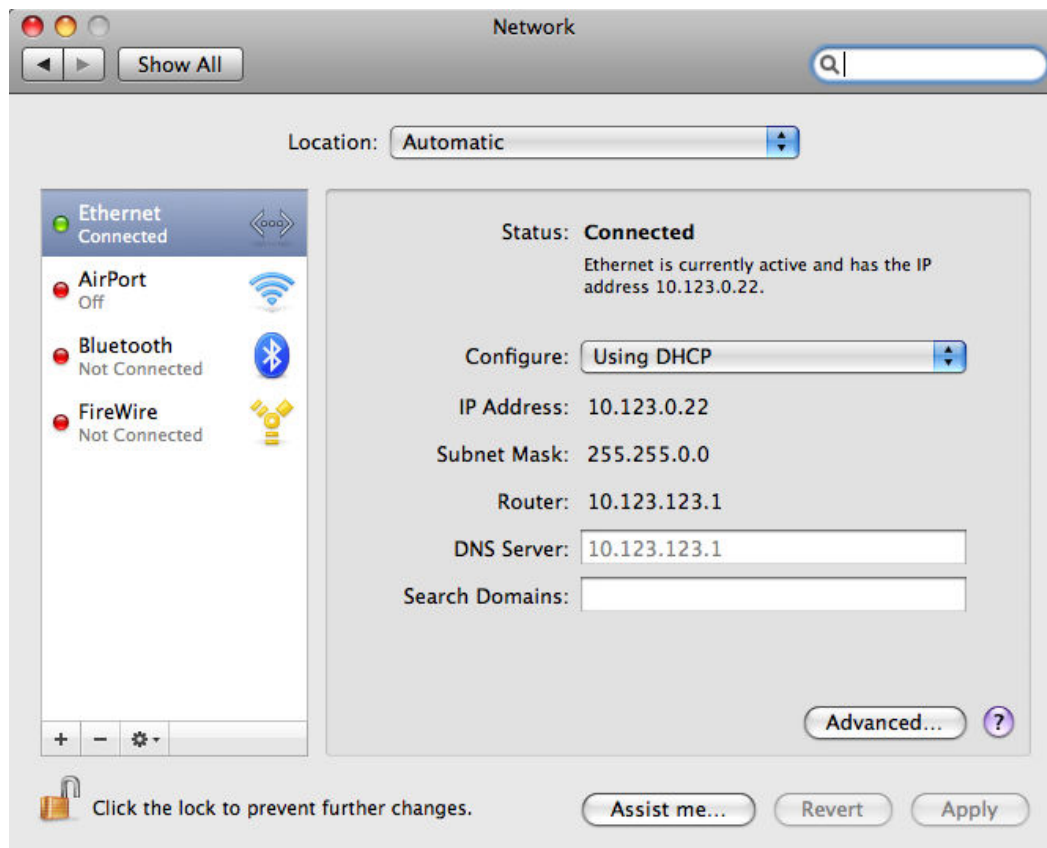 Network
Show All
Location: Automatic
Ethernet
Connected
AirPort
Off
Bluetooth
Not Connected
FireWire
Not Connected
Status: Connected
Ethernet is currently active and has the IP
address 10.123.0.22.
Configure: Using DHCP
IP Address: 10.123.0.22
Subnet Mask: 255.255.0.0
Router: 10.123.123.1
DNS Server: 10.123.123.1
Search Domains:
Advanced... ?
Click the lock to prevent further changes.
Assist me... Revert Apply